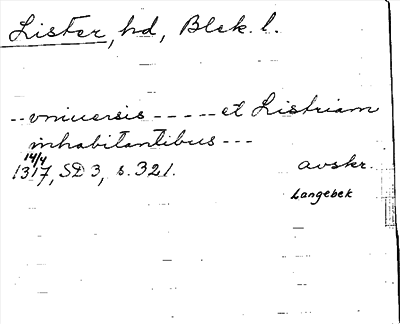 Lister, hd, Blek. l.
-- vniuersis ----- et Listriam
inhabitantibus ---
14/4
1317, SD 3, s. 321. avskr.
Langebek